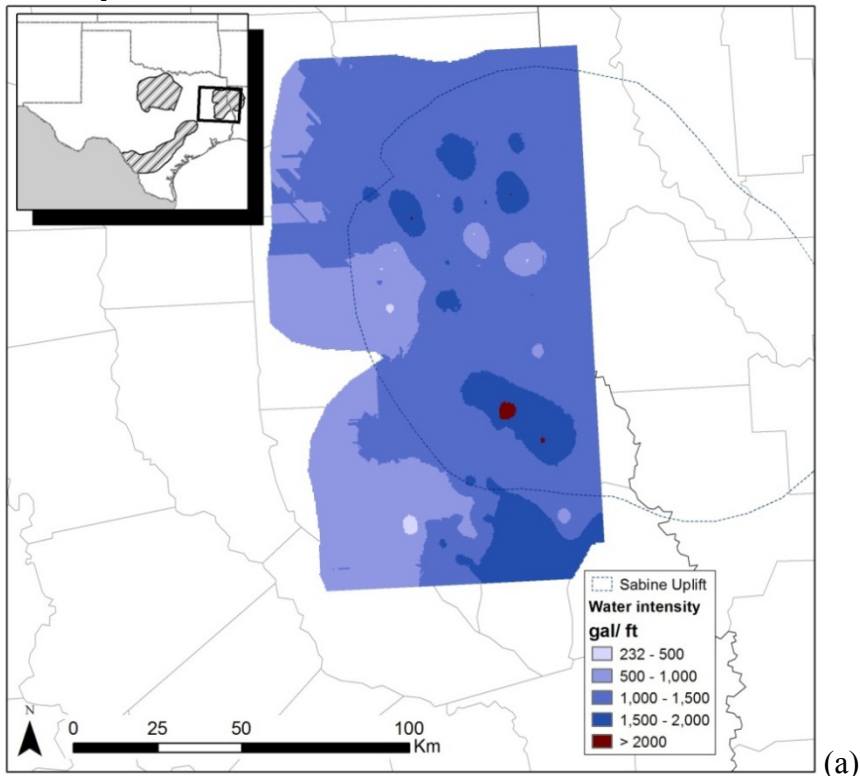 Sabine Uplift
Water intensity
gal/ ft
232 - 500
500 - 1,000
1,000 - 1,500
1,500 - 2,000
> 2000
N
0 25 50 100
Km
(a)